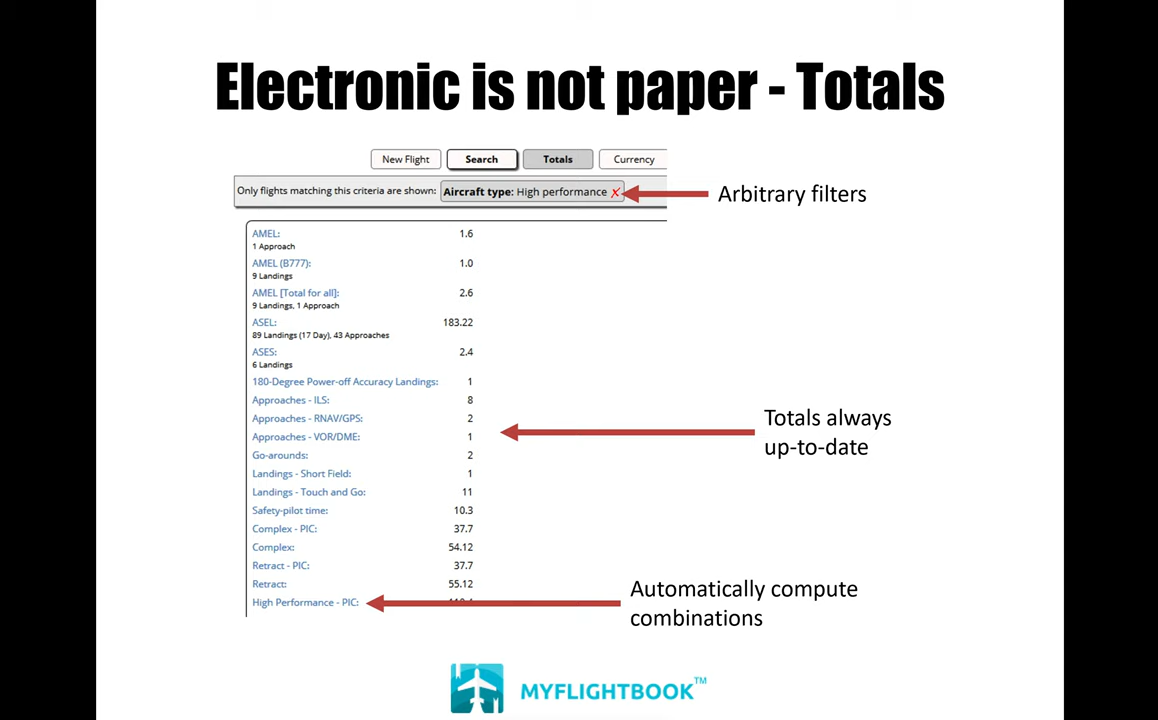 Electronic is not paper - Totals
New Flight Search Totals Currency
Only flights matching this criteria are shown: Aircraft type: High performance X
Arbitrary filters
AMEL: 1.6
1 Approach
AMEL (B777): 1.0
9 Landings
AMEL [Total for all]: 2.6
9 Landings, 1 Approach
ASEL: 183.22
89 Landings (17 Day), 43 Approaches
ASES: 2.4
6 Landings
180-Degree Power-off Accuracy Landings: 1
Approaches - ILS: 8
Approaches - RNAV/GPS: 2
Approaches - VOR/DME: 1
Go-arounds: 2
Landings - Short Field: 1
Landings - Touch and Go: 11
Safety-pilot time: 10.3
Complex - PIC: 37.7
Complex: 54.12
Retract - PIC: 37.7
Retract: 55.12
High Performance - PIC:
Totals always
up-to-date
Automatically compute
combinations
MYFLIGHTBOOK™